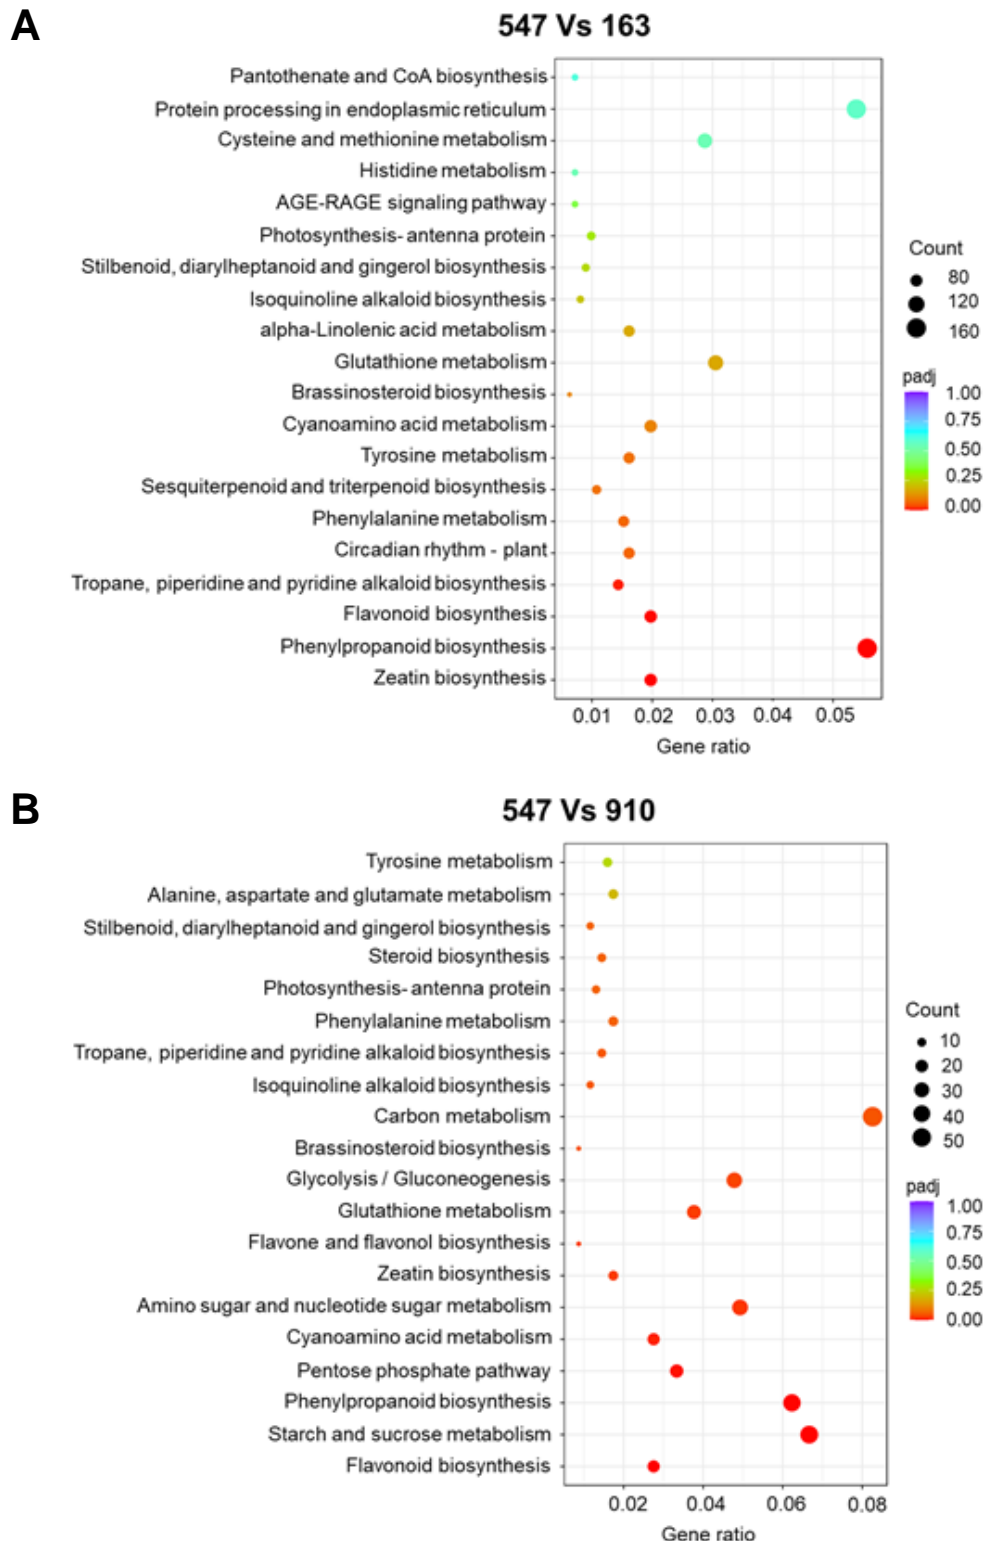 A
547 Vs 163
Pantothenate and CoA biosynthesis
Protein processing in endoplasmic reticulum
Cysteine and methionine metabolism
Histidine metabolism
AGE-RAGE signaling pathway
Photosynthesis- antenna protein
Stilbenoid, diarylheptanoid and gingerol biosynthesis
Isoquinoline alkaloid biosynthesis
alpha-Linolenic acid metabolism
Glutathione metabolism
Brassinosteroid biosynthesis
Cyanoamino acid metabolism
Tyrosine metabolism
Sesquiterpenoid and triterpenoid biosynthesis
Phenylalanine metabolism
Circadian rhythm - plant
Tropane, piperidine and pyridine alkaloid biosynthesis
Flavonoid biosynthesis
Phenylpropanoid biosynthesis
Zeatin biosynthesis
0.01 0.02 0.03 0.04 0.05
Gene ratio
Count
80
120
160
padj
1.00
0.75
0.50
0.25
0.00
B
547 Vs 910
Tyrosine metabolism
Alanine, aspartate and glutamate metabolism
Stilbenoid, diarylheptanoid and gingerol biosynthesis
Steroid biosynthesis
Photosynthesis- antenna protein
Phenylalanine metabolism
Tropane, piperidine and pyridine alkaloid biosynthesis
Isoquinoline alkaloid biosynthesis
Carbon metabolism
Brassinosteroid biosynthesis
Glycolysis / Gluconeogenesis
Glutathione metabolism
Flavone and flavonol biosynthesis
Zeatin biosynthesis
Amino sugar and nucleotide sugar metabolism
Cyanoamino acid metabolism
Pentose phosphate pathway
Phenylpropanoid biosynthesis
Starch and sucrose metabolism
Flavonoid biosynthesis
0.02 0.04 0.06 0.08
Gene ratio
Count
10
20
30
40
50
padj
1.00
0.75
0.50
0.25
0.00